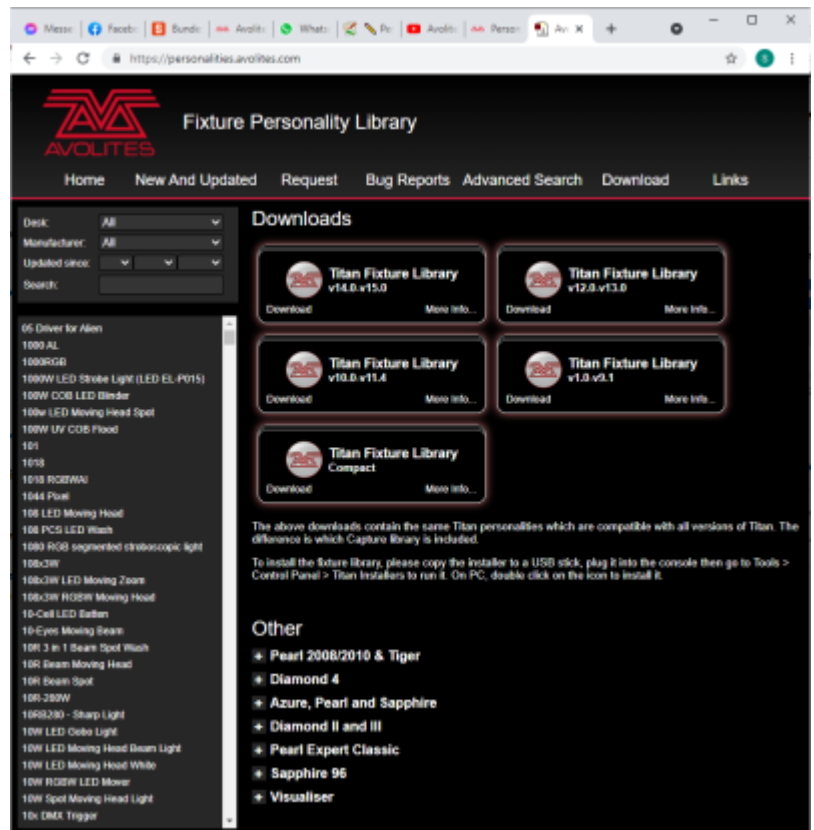 Messe
Faceb
Bundl
Avolit
Whats
Pe
Avolit
Person
Av
https://personalities.avolites.com
S
AVOLITES
Fixture Personality Library
Home New And Updated Request Bug Reports Advanced Search Download Links
Desk: All
Manufacturer: All
Updated since:
Search:
05 Driver for Alien
1000 AL
1000RGB
1000W LED Strobe Light (LED EL-P015)
100W COB LED Blinder
100w LED Moving Head Spot
100W UV COB Flood
101
1018
1018 RGBWAI
1044 Pixel
108 LED Moving Head
108 PCS LED Wash
1080 RGB segmented stroboscopic light
108x3W
108x3W LED Moving Zoom
108x3W RGBW Moving Head
10-Cell LED Batten
10-Eyes Moving Beam
10R 3 in 1 Beam Spot Wash
10R Beam Moving Head
10R Beam Spot
10R-280W
10RB280 - Sharp Light
10W LED Gobo Light
10W LED Moving Head Beam Light
10W LED Moving Head White
10W RGBW LED Mover
10W Spot Moving Head Light
10x DMX Trigger
Downloads
Titan Fixture Library
v14.0-v15.0
Download More Info...
Titan Fixture Library
v12.0-v13.0
Download More Info...
Titan Fixture Library
v10.0-v11.4
Download More Info...
Titan Fixture Library
v1.0-v9.1
Download More Info...
Titan Fixture Library
Compact
Download More Info...
The above downloads contain the same Titan personalities which are compatible with all versions of Titan. The
difference is which Capture library is included.
To install the fixture library, please copy the installer to a USB stick, plug it into the console then go to Tools >
Control Panel > Titan Installers to run it. On PC, double click on the icon to install it.
Other
Pearl 2008/2010 & Tiger
Diamond 4
Azure, Pearl and Sapphire
Diamond II and III
Pearl Expert Classic
Sapphire 96
Visualiser